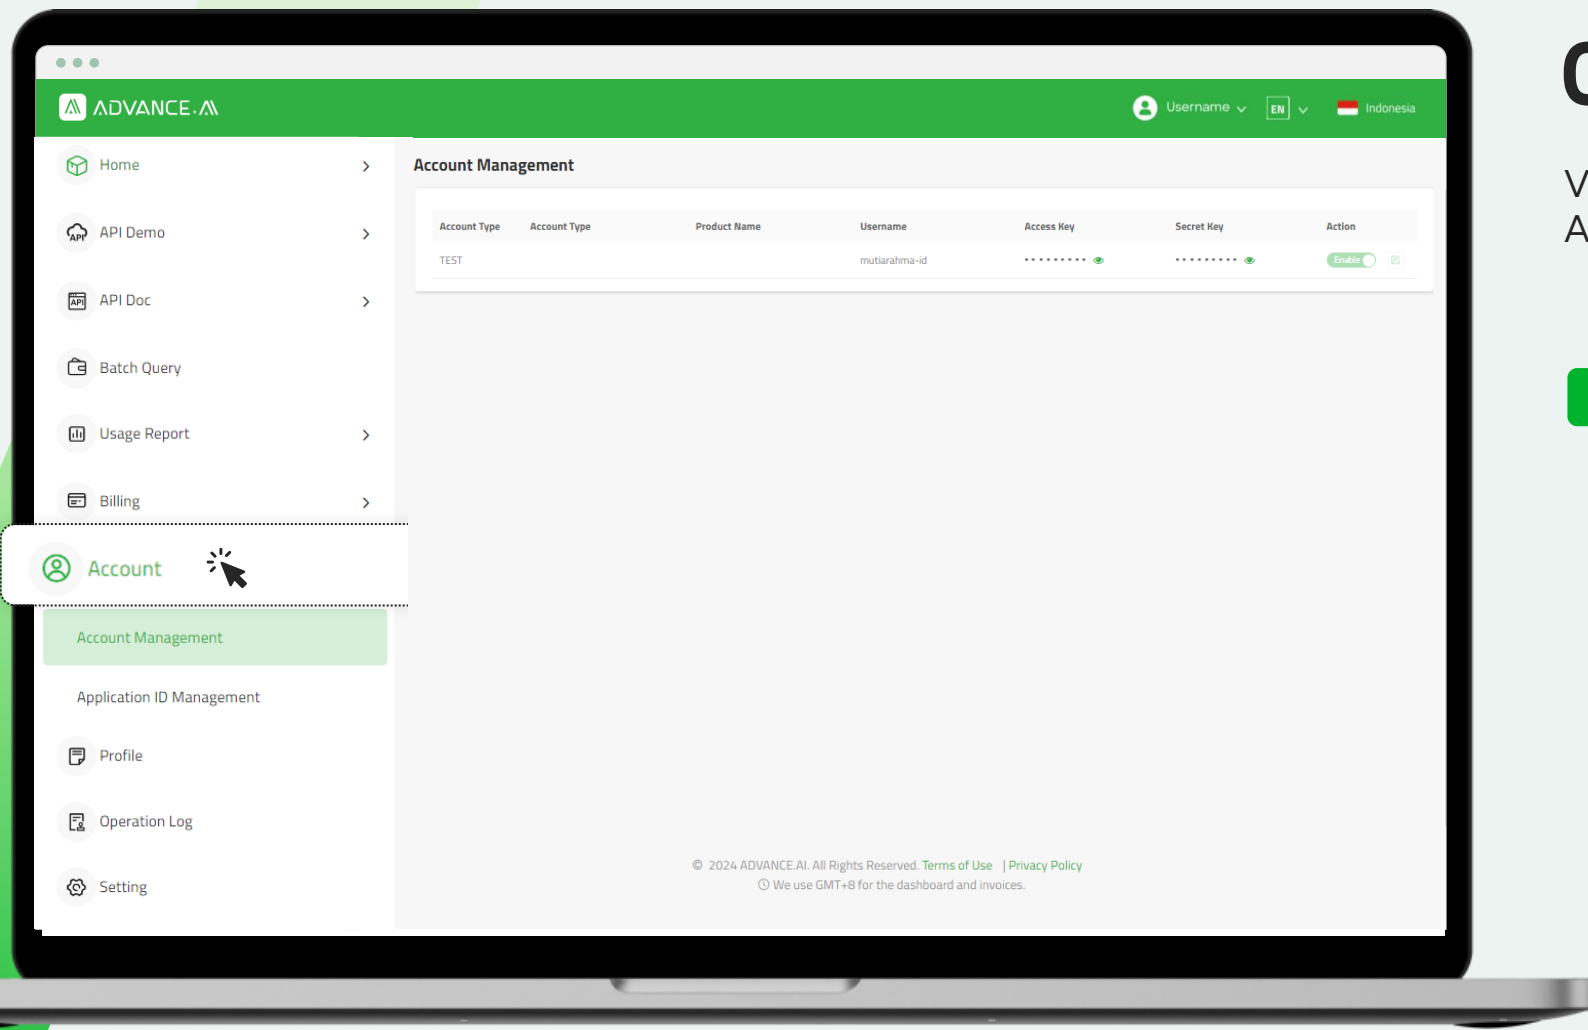 ADVANCE.AI
Username
EN
Indonesia
Home
API Demo
API
API Doc
API
Batch Query
Usage Report
Billing
Account
Account Management
Application ID Management
Profile
Operation Log
Setting
Account Management
Account Type Account Type Product Name Username Access Key Secret Key Action
TEST mutiarahma-id ••••••••• ••••••••• Enable
© 2024 ADVANCE.AI. All Rights Reserved. Terms of Use | Privacy Policy
We use GMT+8 for the dashboard and invoices.
V
A